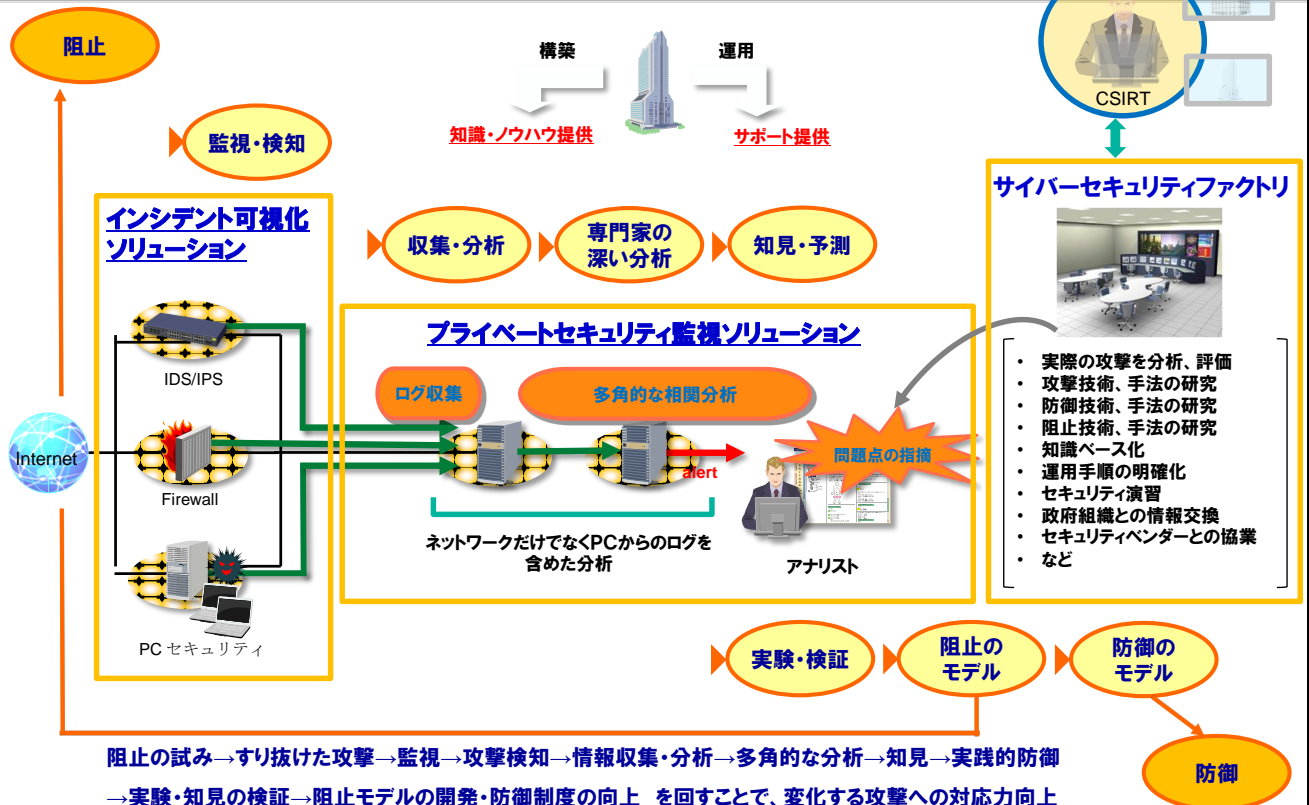 阻止
構築
運用
知識・ノウハウ提供
サポート提供
CSIRT
監視・検知
インシデント可視化
ソリューション
収集・分析
専門家の
深い分析
知見・予測
サイバーセキュリティファクトリ
プライベートセキュリティ監視ソリューション
IDS/IPS
Firewall
PC セキュリティ
Internet
ログ収集
多角的な相関分析
alert
問題点の指摘
ネットワークだけでなくPCからのログを
含めた分析
アナリスト
・ 実際の攻撃を分析、評価
・ 攻撃技術、手法の研究
・ 防御技術、手法の研究
・ 阻止技術、手法の研究
・ 知識ベース化
・ 運用手順の明確化
・ セキュリティ演習
・ 政府組織との情報交換
・ セキュリティベンダーとの協業
・ など
実験・検証
阻止の
モデル
防御の
モデル
防御
阻止の試み→すり抜けた攻撃→監視→攻撃検知→情報収集・分析→多角的な分析→知見→実践的防御
→実験・知見の検証→阻止モデルの開発・防御制度の向上 を回すことで、変化する攻撃への対応力向上